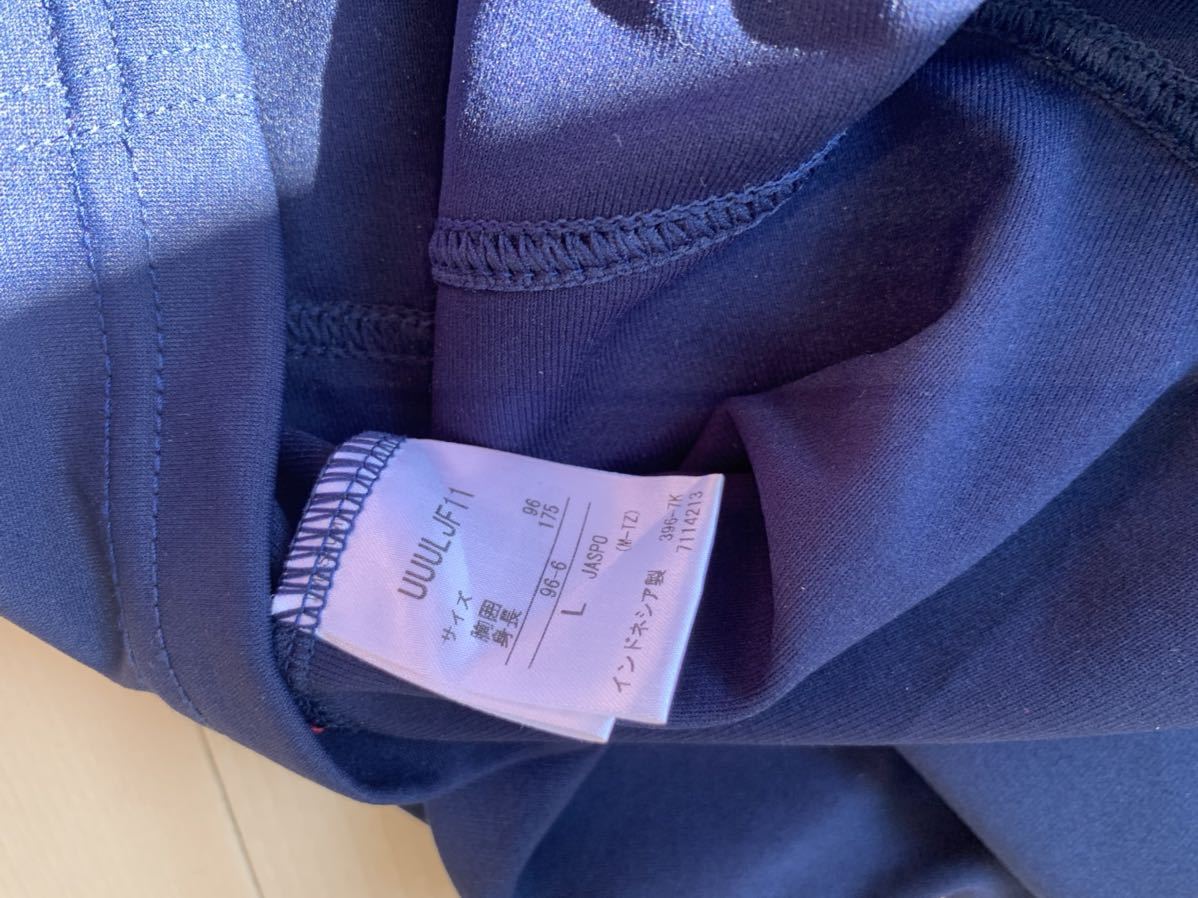 UUULJF11
サイズ
胸囲 96
身長 175
96-6
L
JASPO
(M-TZ)
インドネシア製 396-7K
7114213